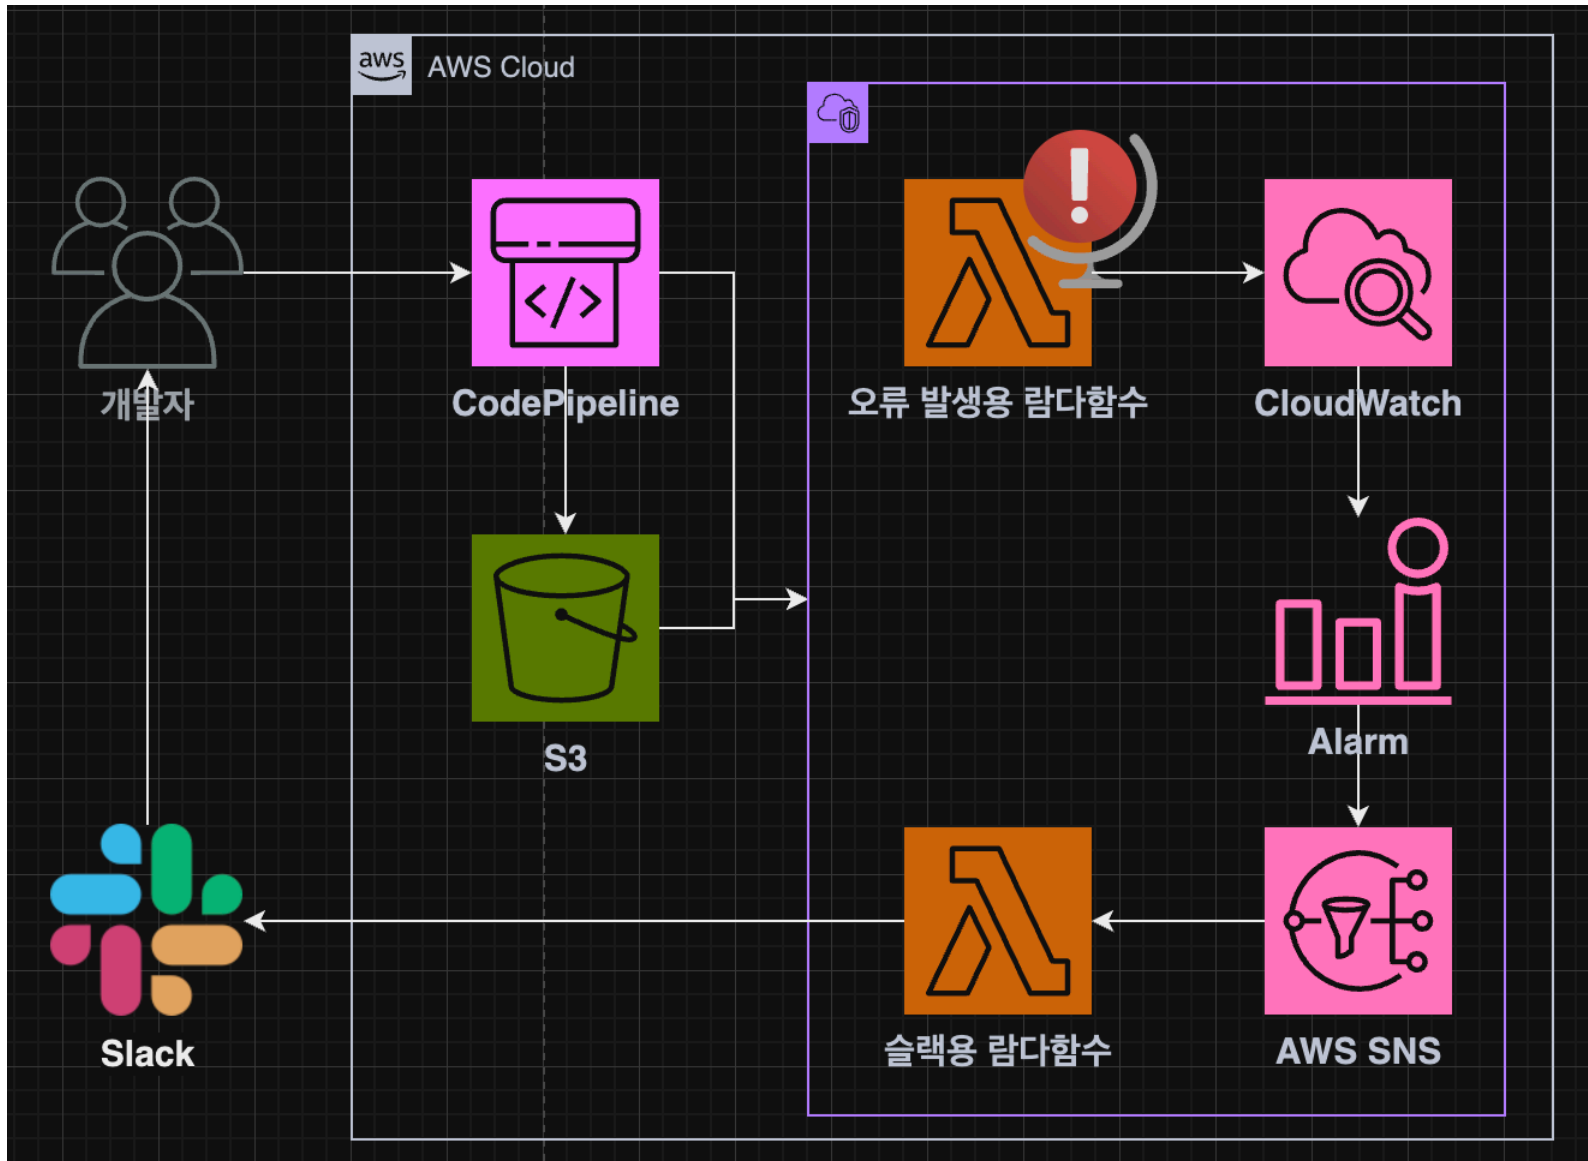 aws
AWS Cloud
개발자
CodePipeline
오류 발생용 람다함수
CloudWatch
S3
Alarm
Slack
슬랙용 람다함수
AWS SNS